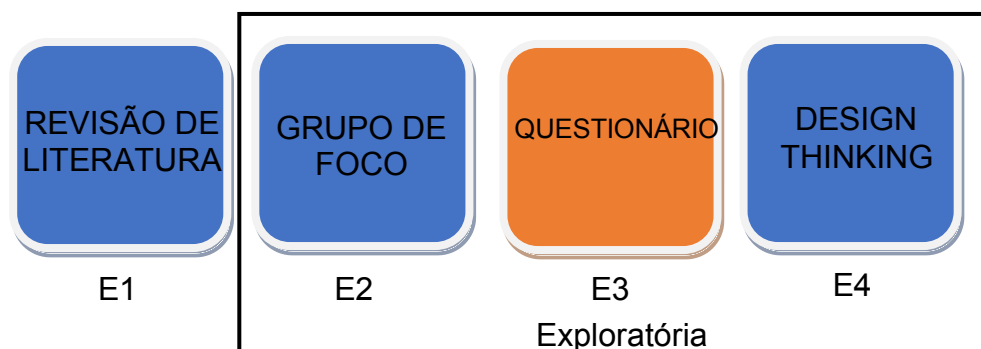 REVISÃO DE
LITERATURA
GRUPO DE
FOCO
QUESTIONÁRIO
DESIGN
THINKING
E1
E2
E3
E4
Exploratória